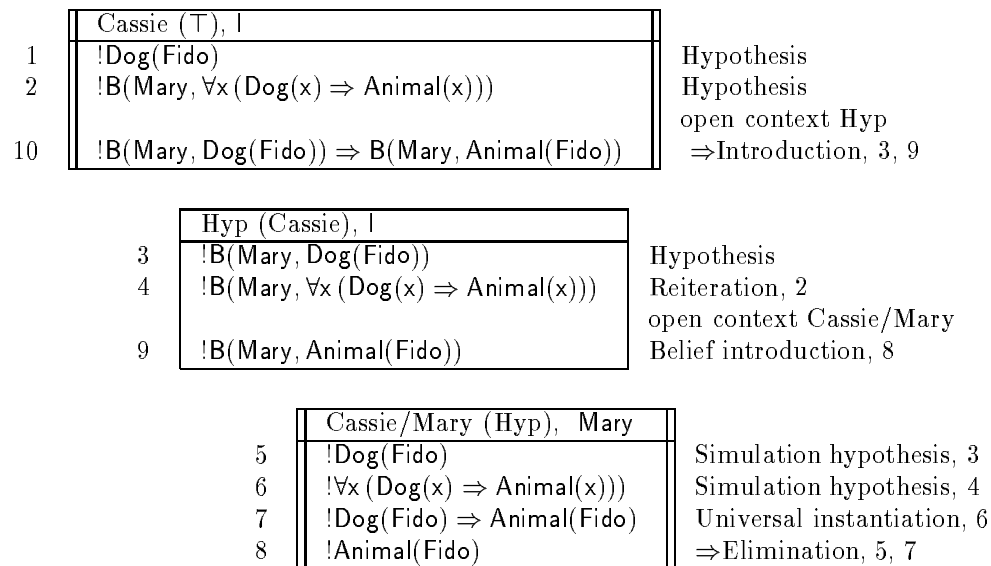 Cassie (⊤), I
1 !Dog(Fido) Hypothesis
2 !B(Mary, ∀x (Dog(x) ⇒ Animal(x))) Hypothesis
open context Hyp
10 !B(Mary, Dog(Fido)) ⇒ B(Mary, Animal(Fido)) ⇒Introduction, 3, 9
Hyp (Cassie), I
3 !B(Mary, Dog(Fido)) Hypothesis
4 !B(Mary, ∀x (Dog(x) ⇒ Animal(x))) Reiteration, 2
open context Cassie/Mary
9 !B(Mary, Animal(Fido)) Belief introduction, 8
Cassie/Mary (Hyp), Mary
5 !Dog(Fido) Simulation hypothesis, 3
6 !∀x (Dog(x) ⇒ Animal(x))) Simulation hypothesis, 4
7 !Dog(Fido) ⇒ Animal(Fido) Universal instantiation, 6
8 !Animal(Fido) ⇒Elimination, 5, 7